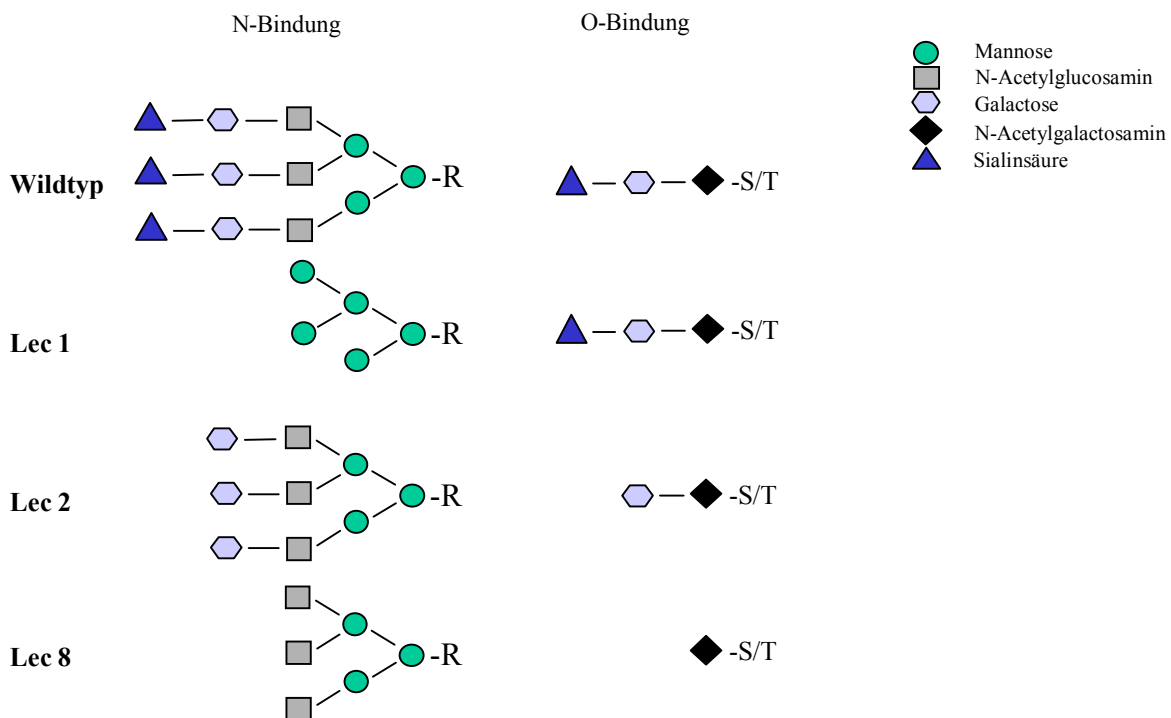 N-Bindung
O-Bindung
Mannose
N-Acetylglucosamin
Galactose
N-Acetylgalactosamin
Sialinsäure
Wildtyp
-R
-S/T
Lec 1
-R
-S/T
Lec 2
-R
-S/T
Lec 8
-R
-S/T